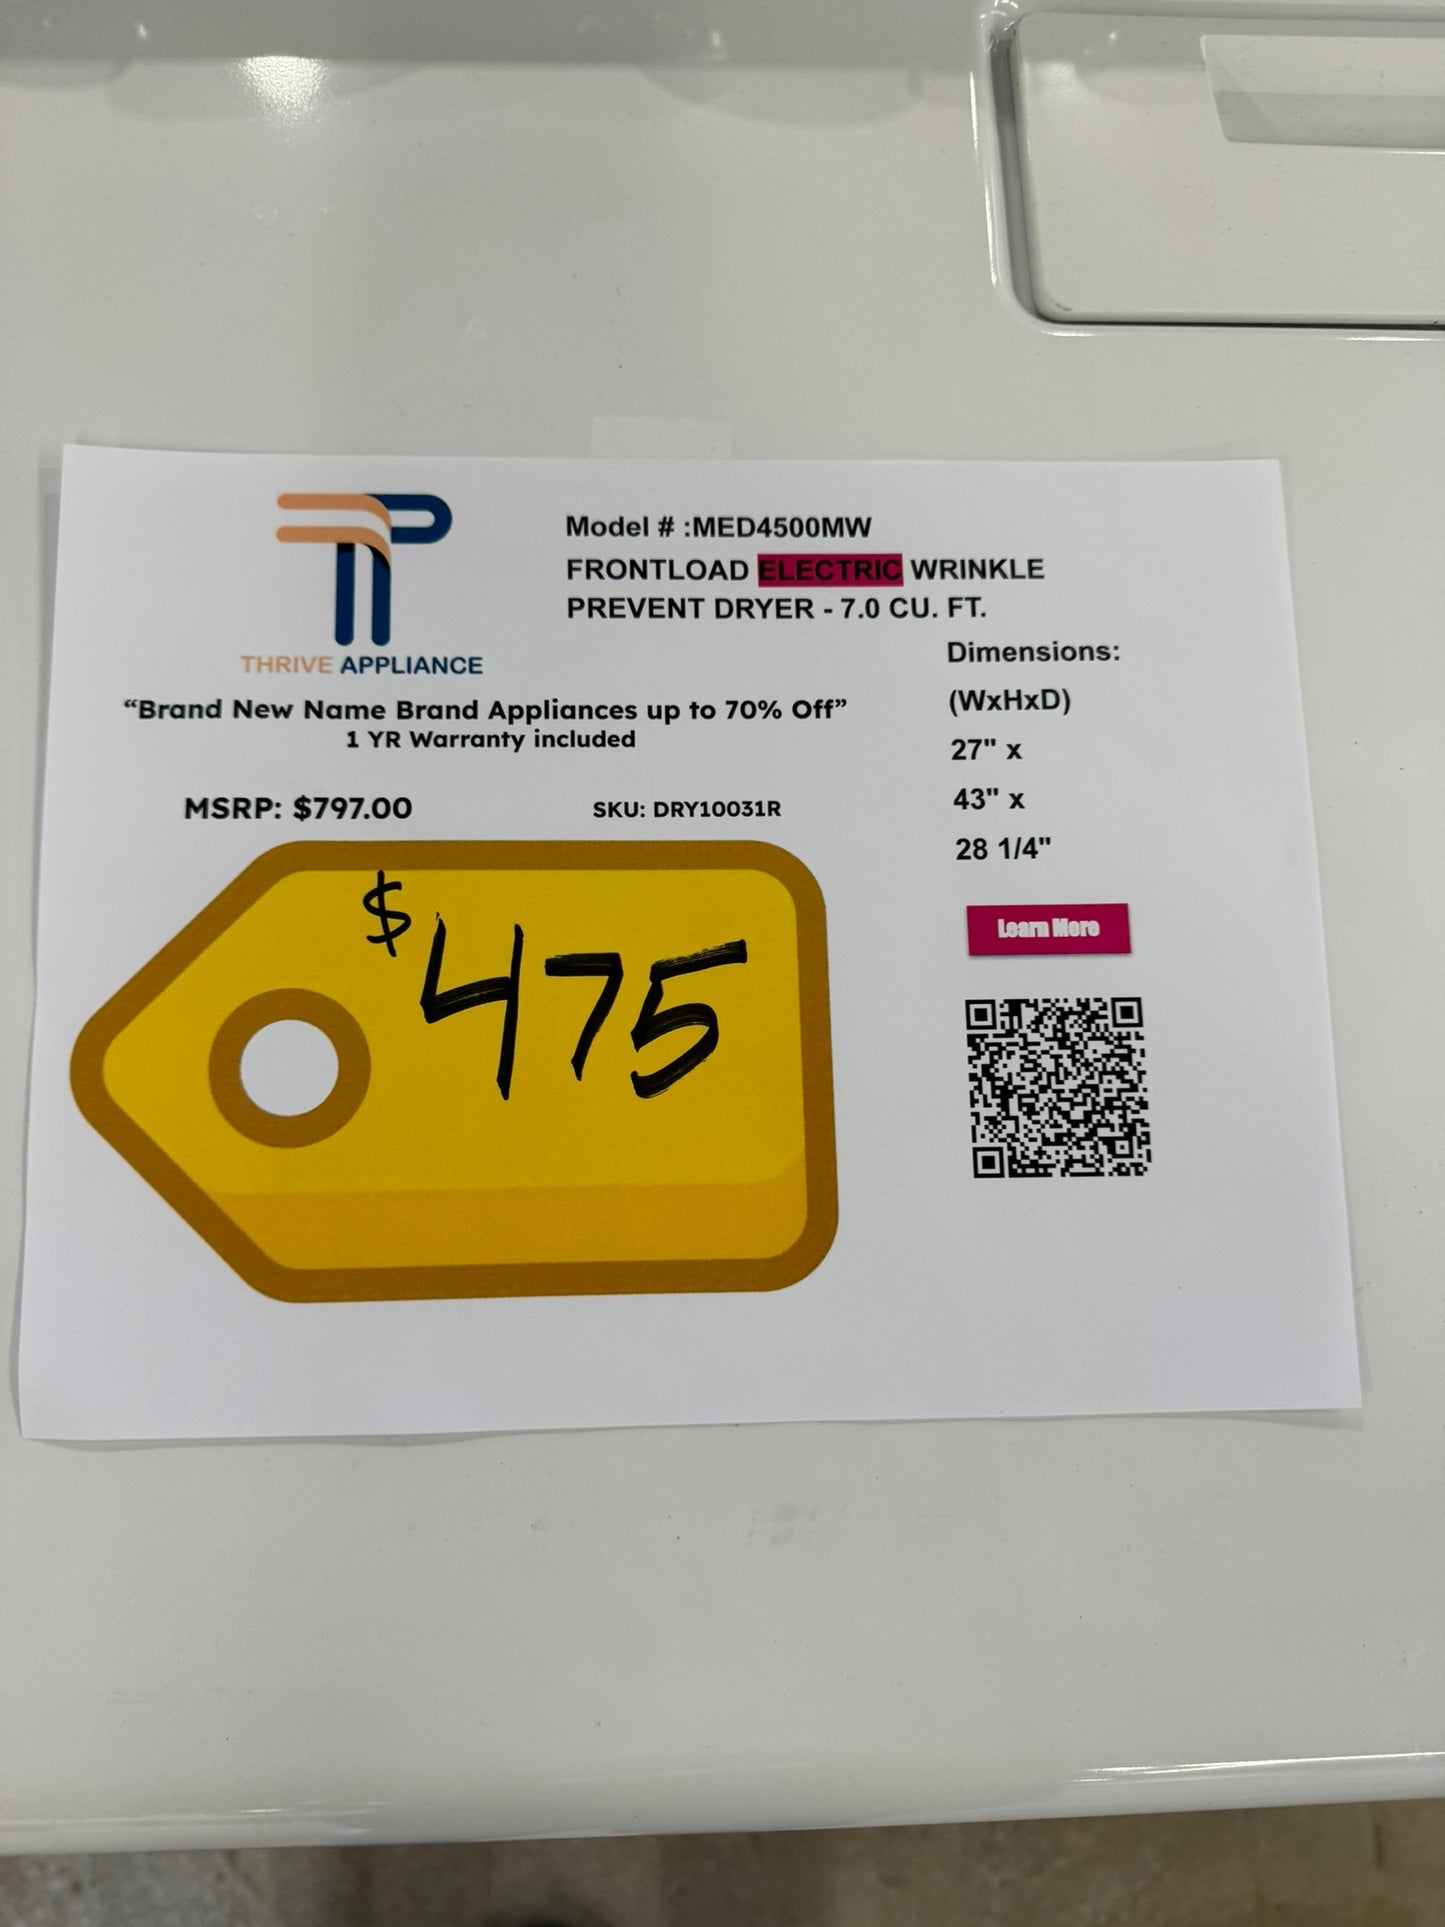 Model # :MED4500MW
FRONTLOAD ELECTRIC WRINKLE
PREVENT DRYER - 7.0 CU. FT.
THRIVE APPLIANCE
“Brand New Name Brand Appliances up to 70% Off”
1 YR Warranty included
MSRP: $797.00
SKU: DRY10031R
$475
Dimensions:
(WxHxD)
27" x
43" x
28 1/4"
Learn More